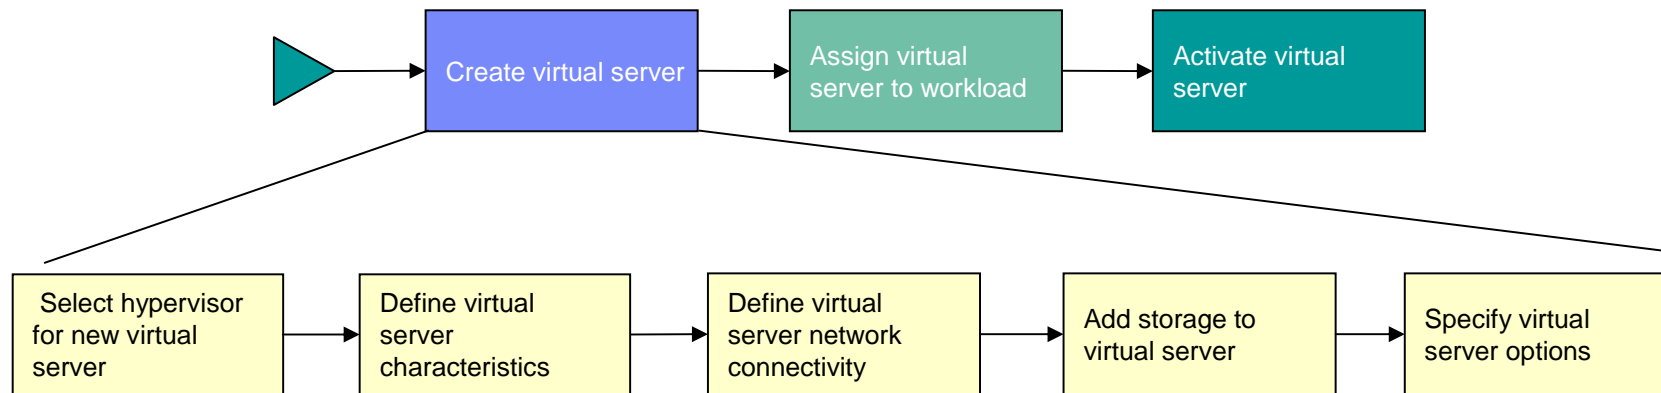 Create virtual server
Assign virtual
server to workload
Activate virtual
server
Select hypervisor
for new virtual
server
Define virtual
server
characteristics
Define virtual
server network
connectivity
Add storage to
virtual server
Specify virtual
server options